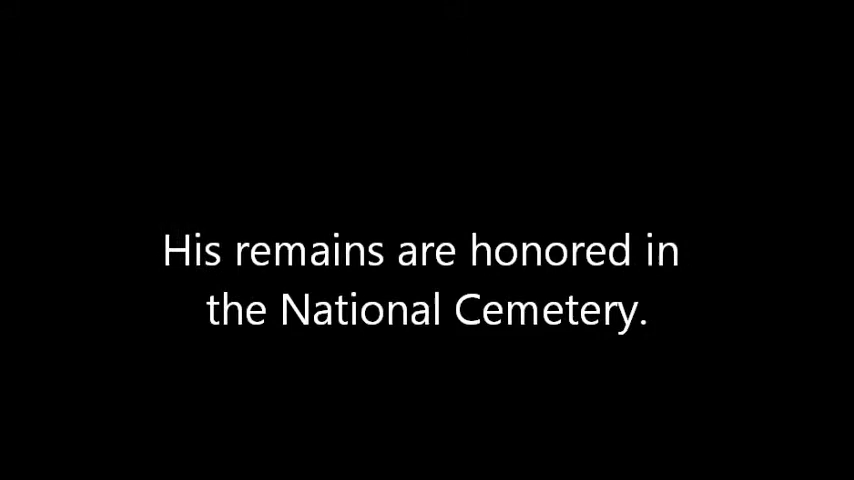 His remains are honored in
the National Cemetery.